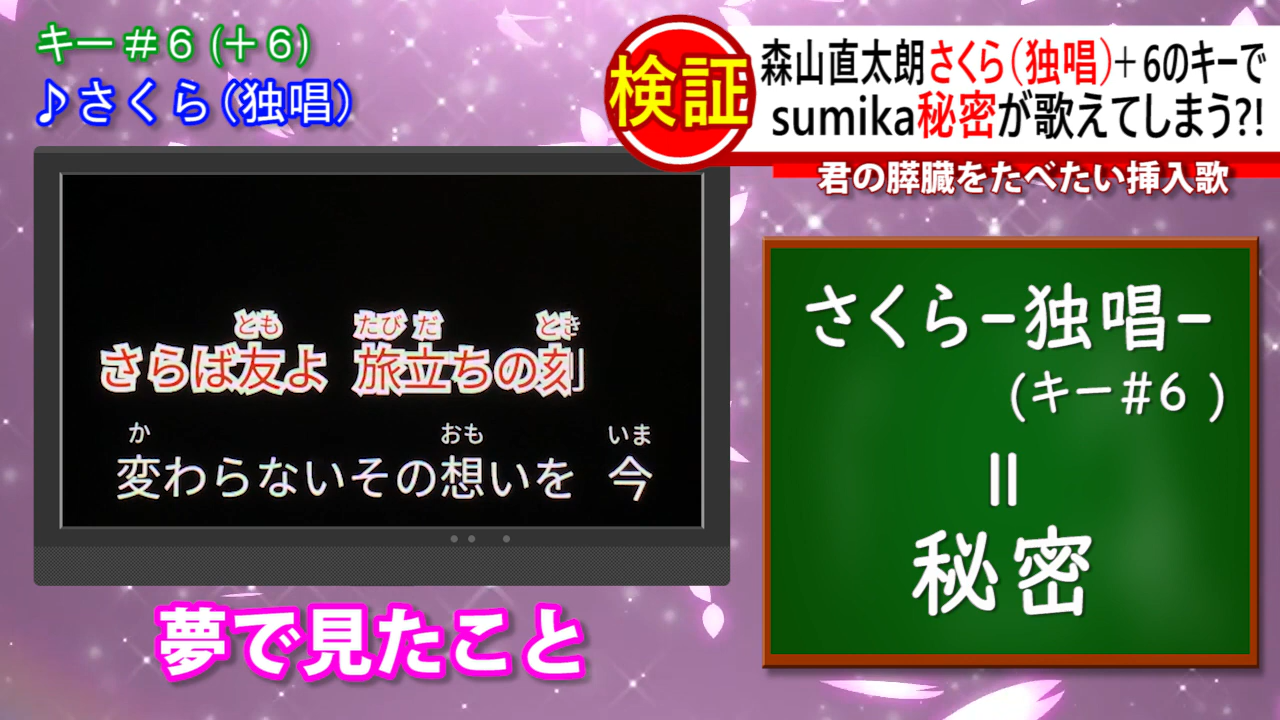 キー＃６(＋６)
♪さくら(独唱)
検証
森山直太朗さくら(独唱)＋6のキーで
sumika秘密が歌えてしまう?!
君の膵臓をたべたい挿入歌
とも たび だ とき
さらば友よ 旅立ちの刻
か おも いま
変わらないその想いを 今
夢で見たこと
さくらー独唱ー
(キー＃６)
＝
秘密